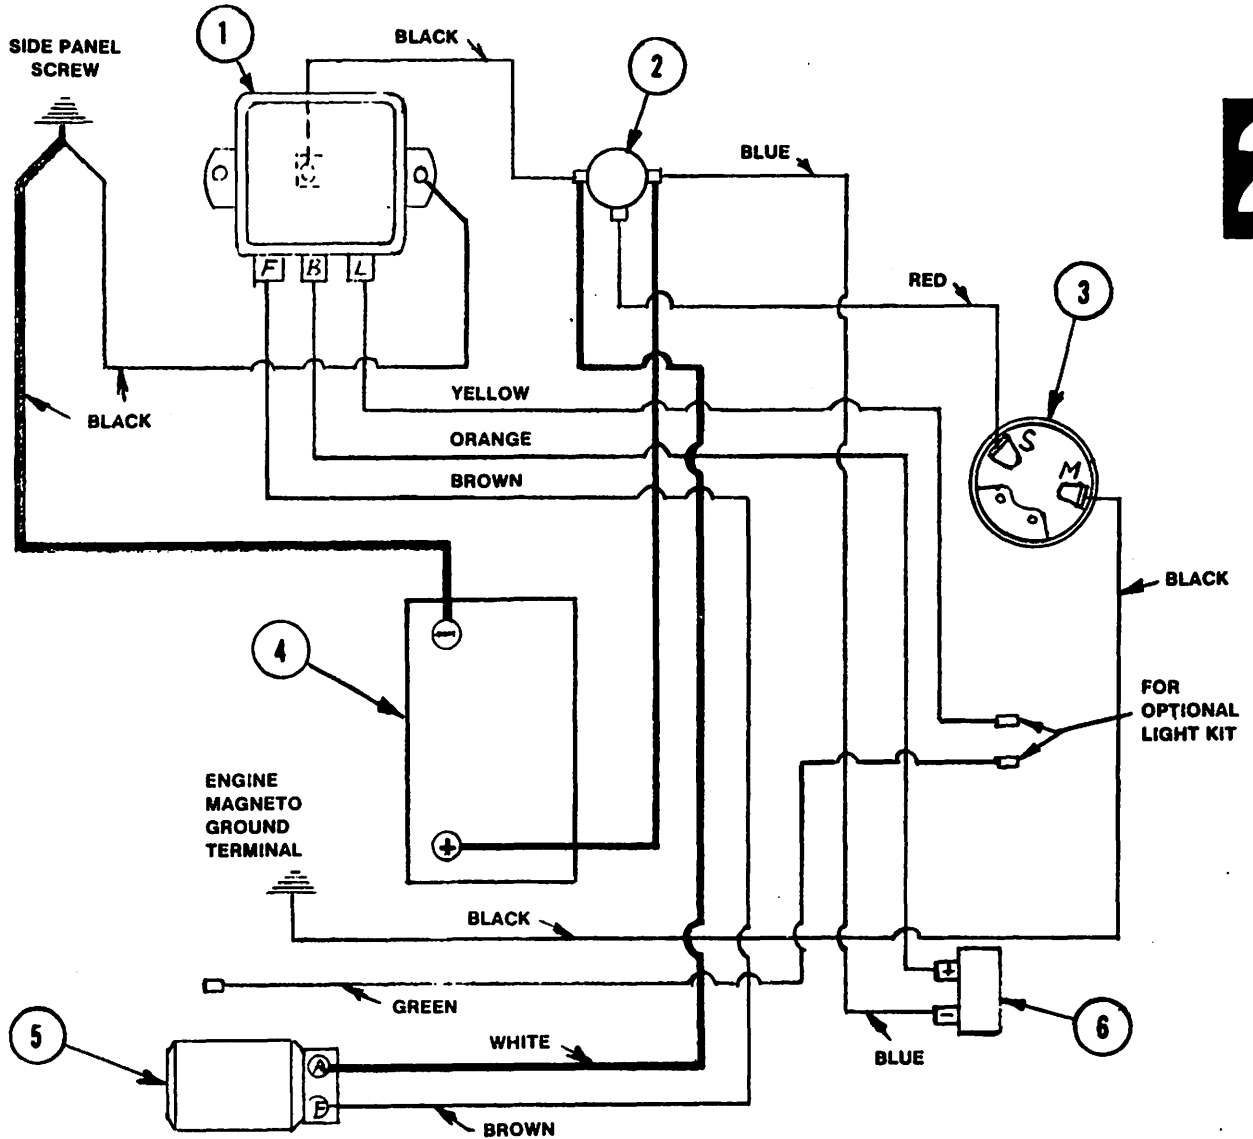 SIDE PANEL
SCREW
1
BLACK
2
BLUE
2
F B L
RED
3
YELLOW
BLACK
ORANGE
BROWN
S
M
BLACK
−
4
FOR
OPTIONAL
LIGHT KIT
ENGINE
MAGNETO
GROUND
TERMINAL
+
BLACK
+
GREEN
−
6
5
WHITE
BLUE
A
BROWN